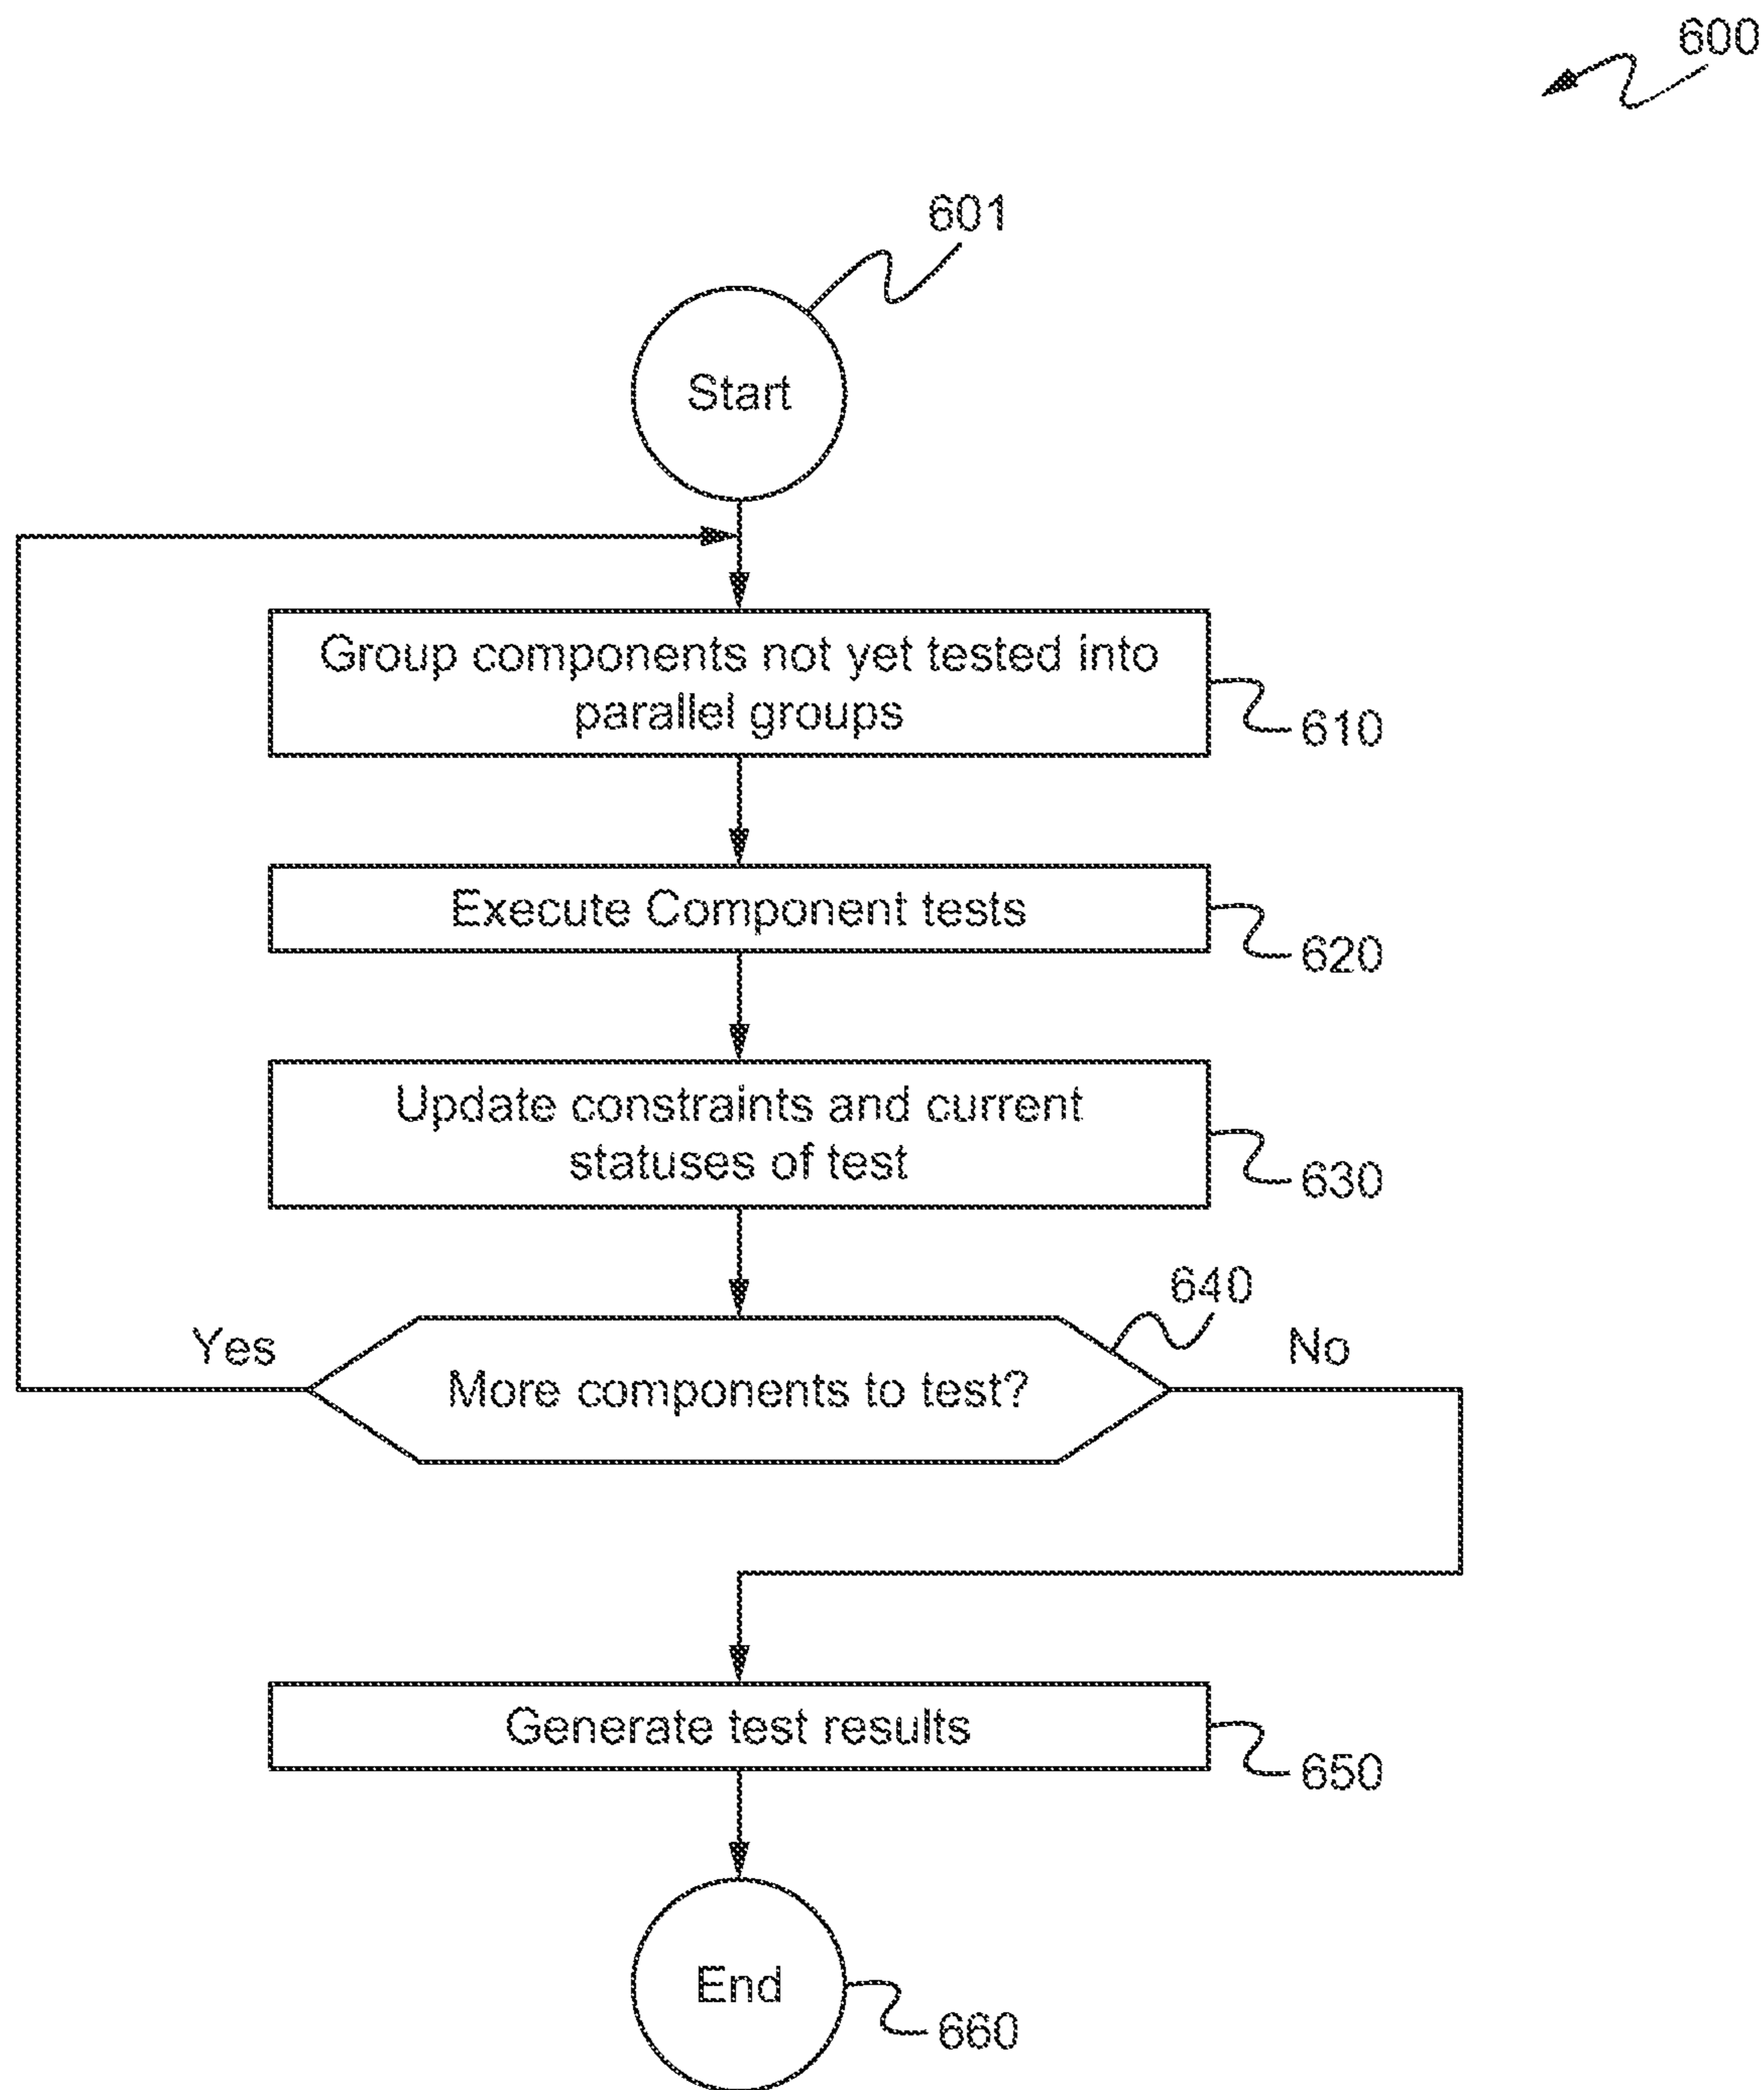 600
601
Start
Group components not yet tested into
parallel groups
610
Execute Component tests
620
Update constraints and current
statuses of test
630
640
Yes
No
More components to test?
Generate test results
650
End
660